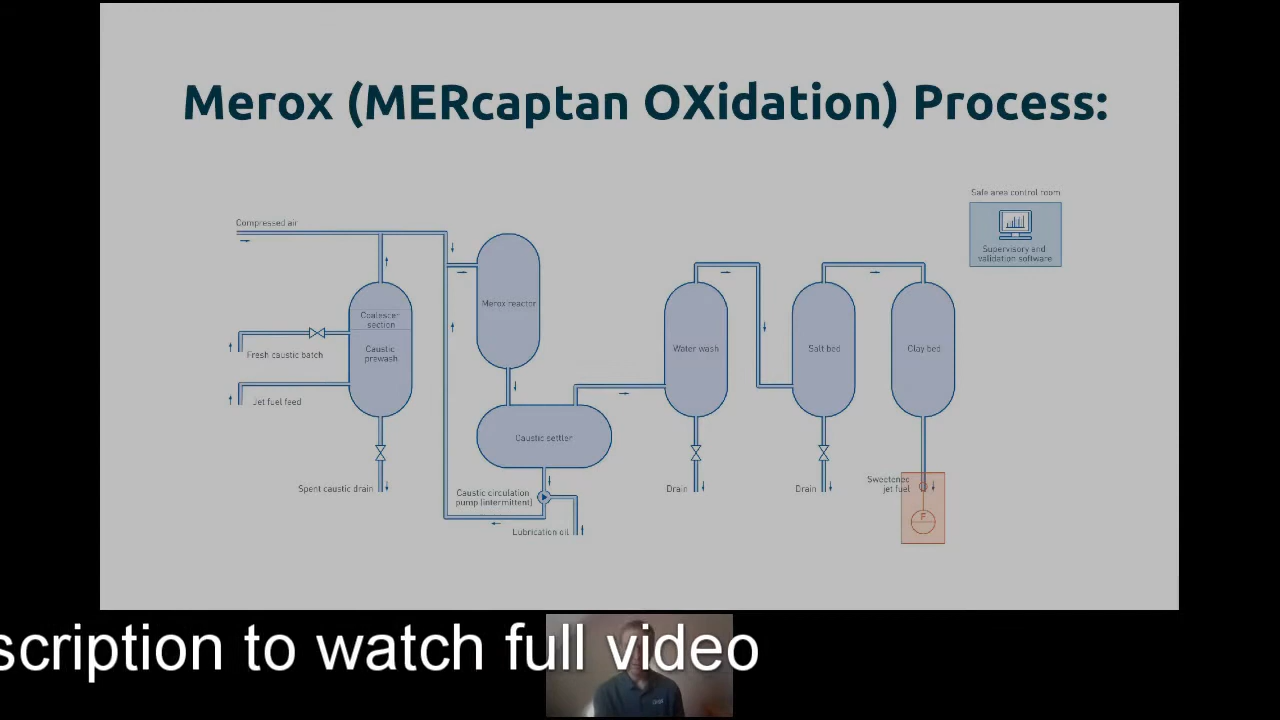 Merox (MERcaptan OXidation) Process:
Safe area control room
Supervisory and
validation software
Compressed air
Coalescer
section
Caustic
prewash
Fresh caustic batch
Jet fuel feed
Spent caustic drain
Merox reactor
Caustic settler
Caustic circulation
pump (intermittent)
Lubrication oil
Water wash
Drain
Salt bed
Drain
Clay bed
Sweetened
jet fuel
F
scription to watch full video